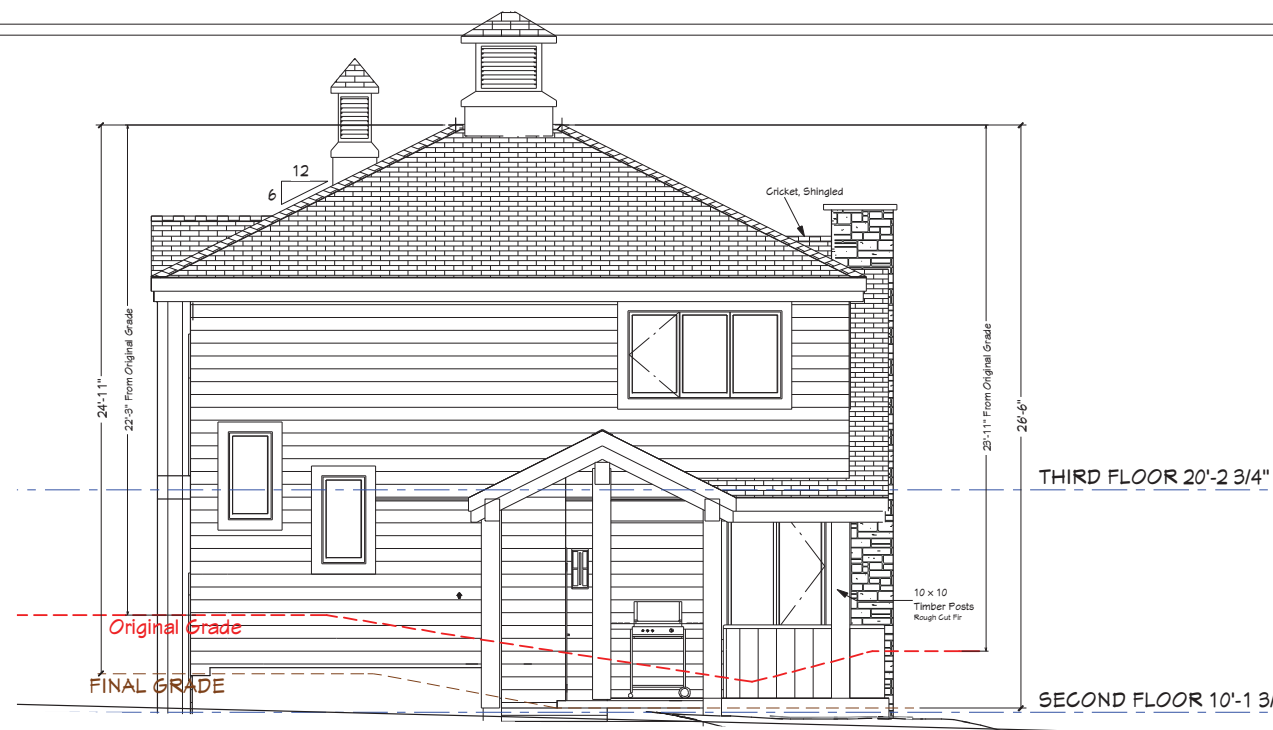 12
6
Cricket, Shingled
24'-11"
22'-3" From Original Grade
23'-11" From Original Grade
26'-6"
THIRD FLOOR 20'-2 3/4"
10 x 10
Timber Posts
Rough Cut Fir
Original Grade
FINAL GRADE
SECOND FLOOR 10'-1 3/